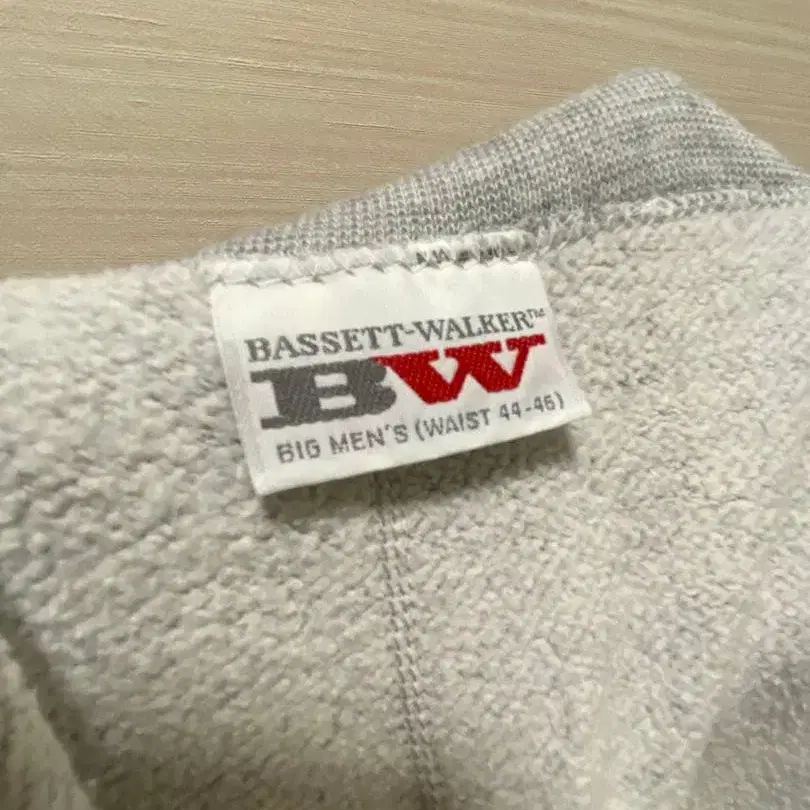 BASSETT-WALKER™
BW
BIG MEN'S (WAIST 44-46)